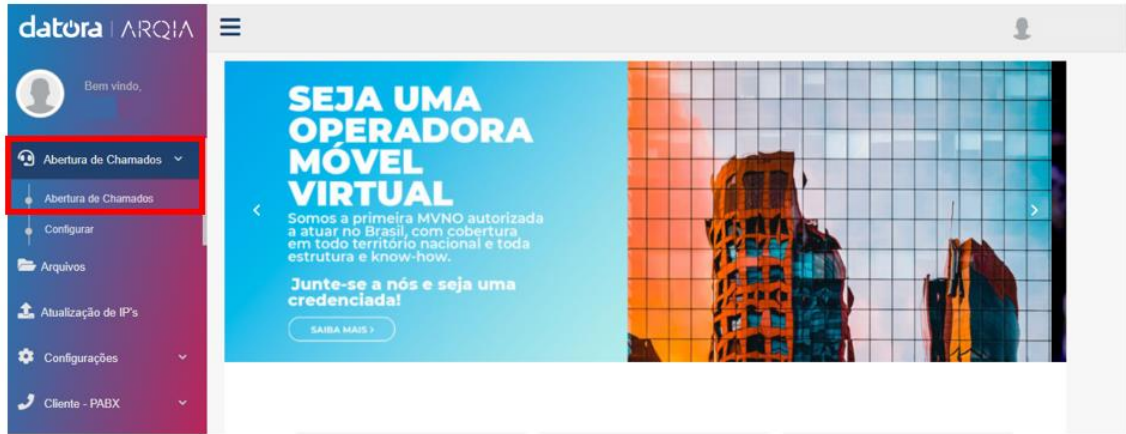 datora | ARQIA
Bem vindo,
Abertura de Chamados
Abertura de Chamados
Configurar
Arquivos
Atualização de IP's
Configurações
Cliente - PABX
SEJA UMA
OPERADORA
MÓVEL
VIRTUAL
Somos a primeira MVNO autorizada
a atuar no Brasil, com cobertura
em todo território nacional e toda
estrutura e know-how.
Junte-se a nós e seja uma
credenciada!
SAIBA MAIS >